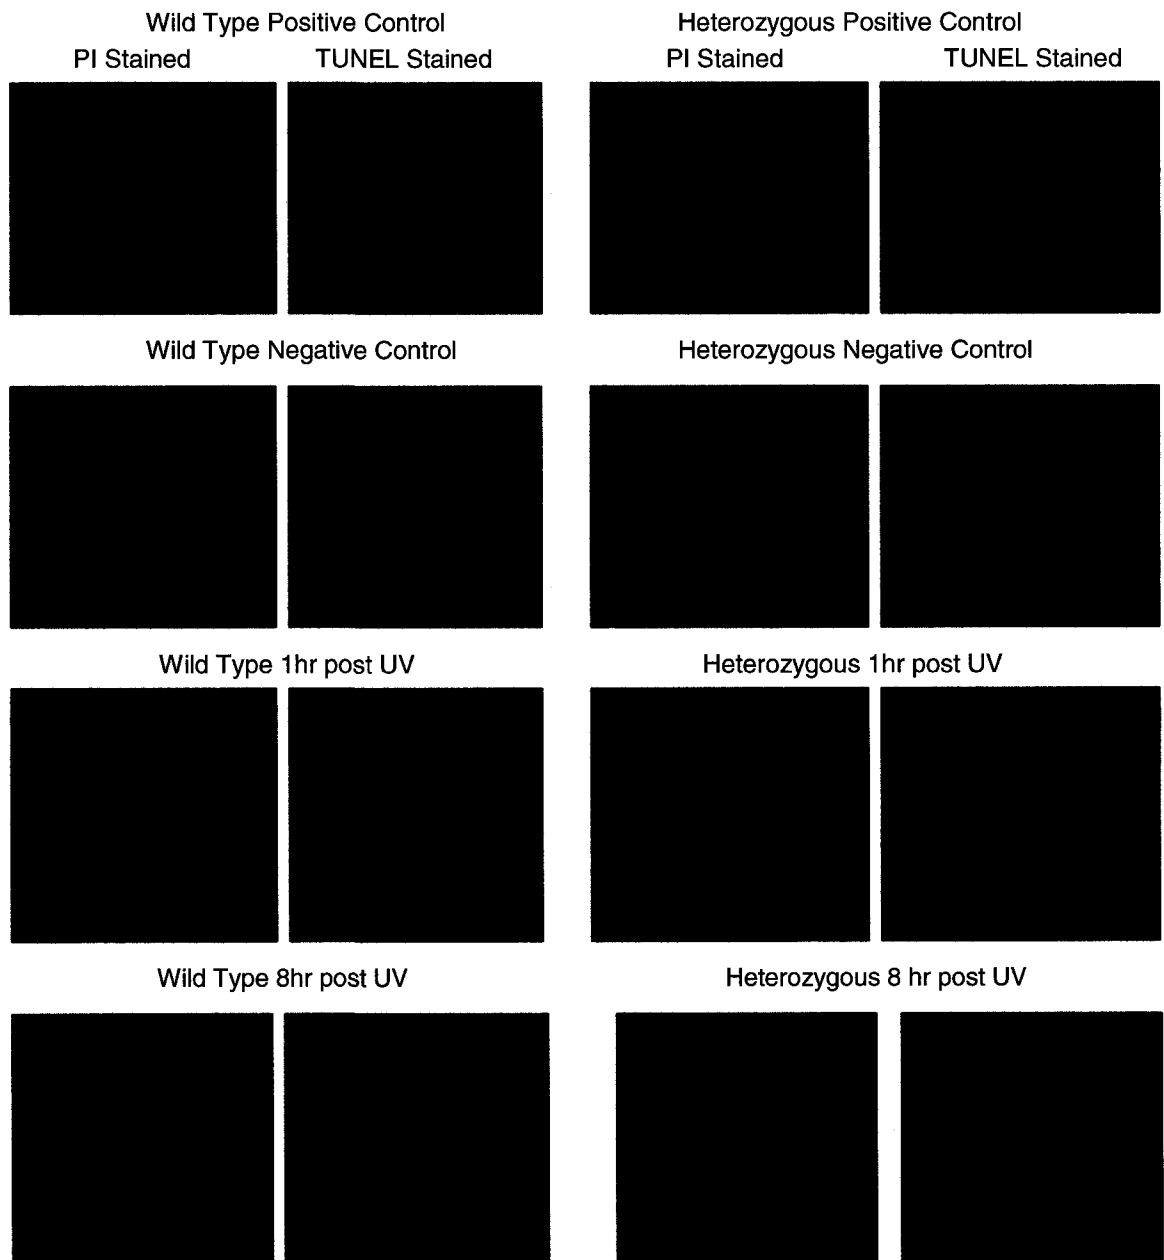 Wild Type Positive Control
Heterozygous Positive Control
PI Stained
TUNEL Stained
PI Stained
TUNEL Stained
Wild Type Negative Control
Heterozygous Negative Control
Wild Type 1hr post UV
Heterozygous 1hr post UV
Wild Type 8hr post UV
Heterozygous 8 hr post UV